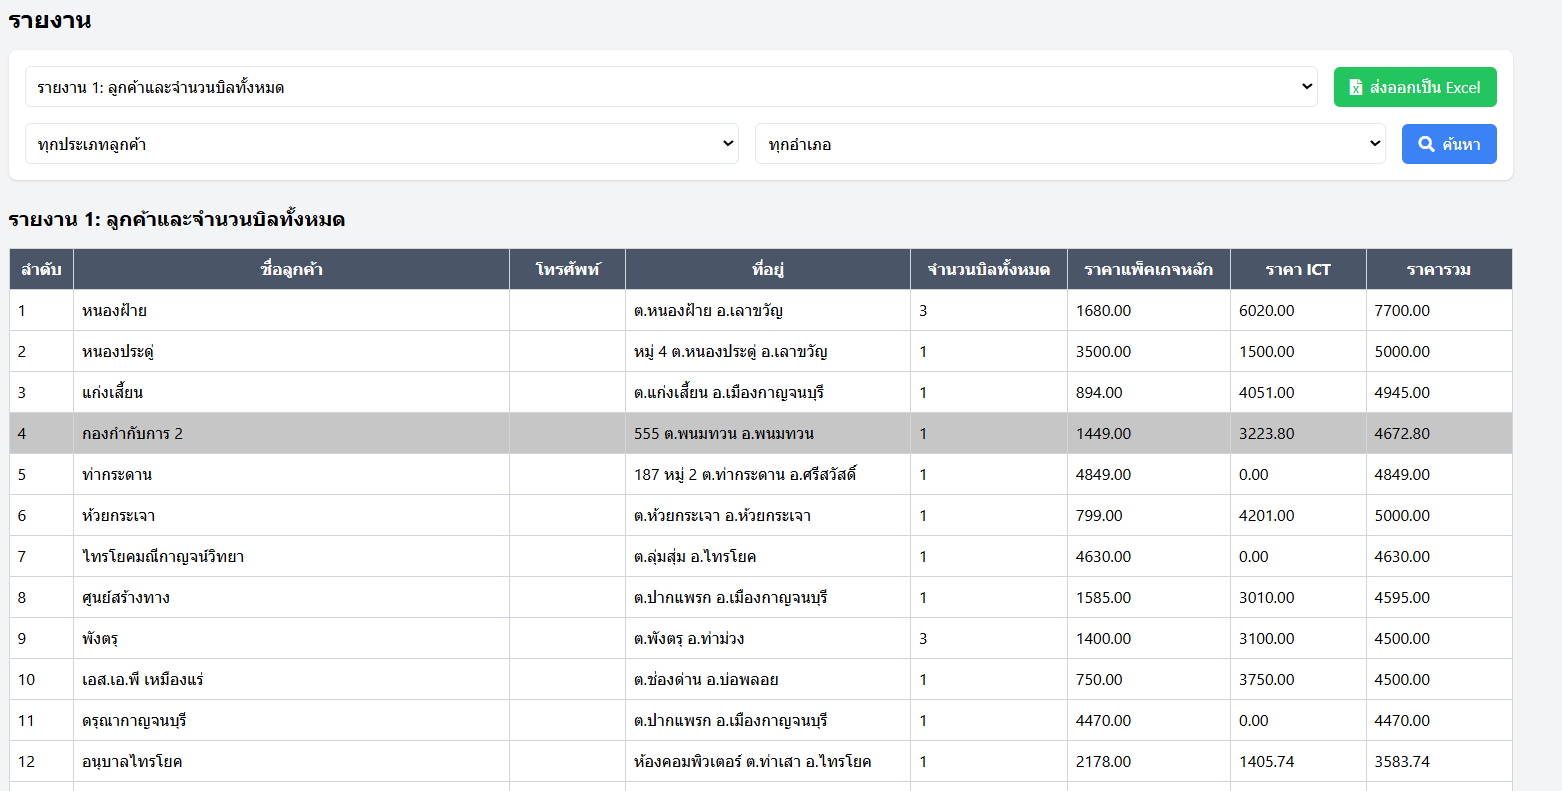 รายงาน
รายงาน 1: ลูกค้าและจำนวนบิลทั้งหมด ส่งออกเป็น Excel
ทุกประเภทลูกค้า ทุกอำเภอ ค้นหา
รายงาน 1: ลูกค้าและจำนวนบิลทั้งหมด
ลำดับ ชื่อลูกค้า โทรศัพท์ ที่อยู่ จำนวนบิลทั้งหมด ราคาแพ็คเกจหลัก ราคา ICT ราคารวม
1 หนองฝ้าย ต.หนองฝ้าย อ.เลาขวัญ 3 1680.00 6020.00 7700.00
2 หนองประดู่ หมู่ 4 ต.หนองประดู่ อ.เลาขวัญ 1 3500.00 1500.00 5000.00
3 แก่งเสี้ยน ต.แก่งเสี้ยน อ.เมืองกาญจนบุรี 1 894.00 4051.00 4945.00
4 กองกำกับการ 2 555 ต.พนมทวน อ.พนมทวน 1 1449.00 3223.80 4672.80
5 ท่ากระดาน 187 หมู่ 2 ต.ท่ากระดาน อ.ศรีสวัสดิ์ 1 4849.00 0.00 4849.00
6 ห้วยกระเจา ต.ห้วยกระเจา อ.ห้วยกระเจา 1 799.00 4201.00 5000.00
7 ไทรโยคมณีกาญจน์วิทยา ต.ลุ่มสุ่ม อ.ไทรโยค 1 4630.00 0.00 4630.00
8 ศูนย์สร้างทาง ต.ปากแพรก อ.เมืองกาญจนบุรี 1 1585.00 3010.00 4595.00
9 พังตรุ ต.พังตรุ อ.ท่าม่วง 3 1400.00 3100.00 4500.00
10 เอส.เอ.พี เหมืองแร่ ต.ช่องด่าน อ.บ่อพลอย 1 750.00 3750.00 4500.00
11 ดรุณากาญจนบุรี ต.ปากแพรก อ.เมืองกาญจนบุรี 1 4470.00 0.00 4470.00
12 อนุบาลไทรโยค ห้องคอมพิวเตอร์ ต.ท่าเสา อ.ไทรโยค 1 2178.00 1405.74 3583.74